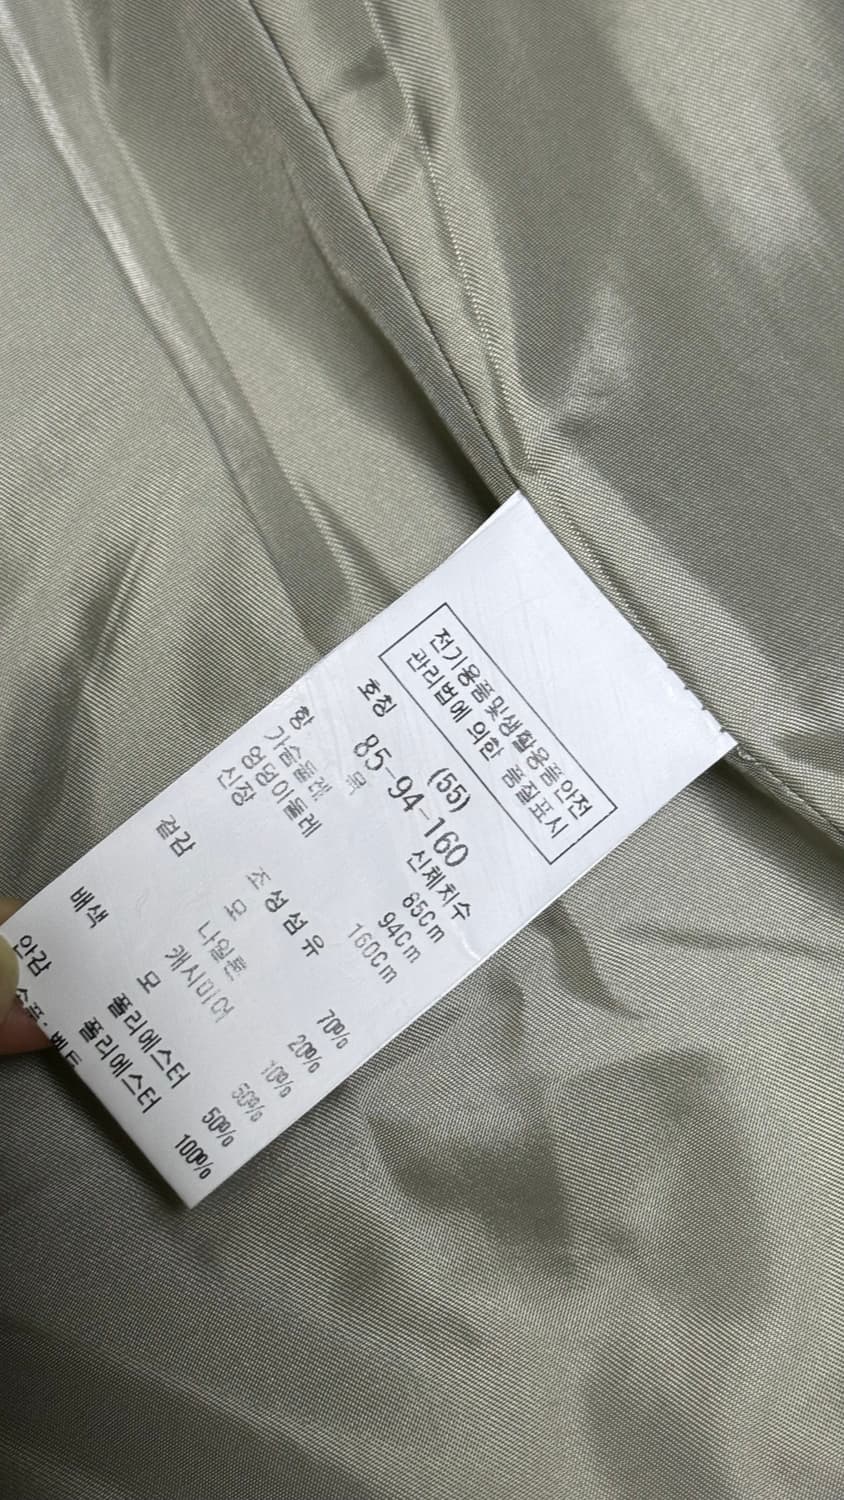 전기용품및생활용품안전
관리법에 의한 품질표시
호칭 (55)
85-94-160
항 목 신체치수
가슴둘레 85Cm
엉덩이둘레 94Cm
신장 160Cm
조성섬유
겉감 모 70%
나일론 20%
캐시미어 10%
배색 모 50%
폴리에스터 50%
안감 폴리에스터 100%